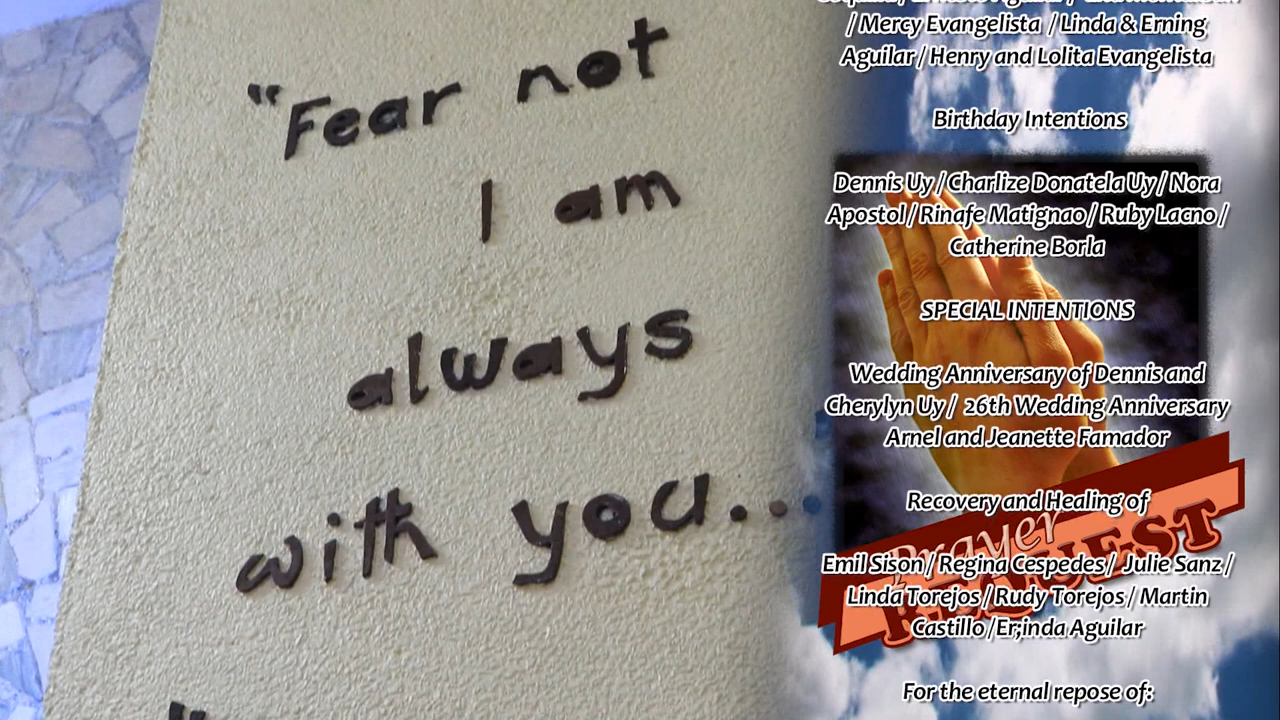 "Fear not
I am
always
with you...
"
/ Mercy Evangelista / Linda & Erning
Aguilar / Henry and Lolita Evangelista
Birthday Intentions
Dennis Uy / Charlize Donatela Uy / Nora
Apostol / Rinafe Matignao / Ruby Lacno /
Catherine Borla
SPECIAL INTENTIONS
Wedding Anniversary of Dennis and
Cherylyn Uy / 26th Wedding Anniversary
Arnel and Jeanette Famador
Recovery and Healing of
Prayer
REQUEST
Emil Sison / Regina Cespedes / Julie Sanz /
Linda Torejos / Rudy Torejos / Martin
Castillo /Er;inda Aguilar
For the eternal repose of: